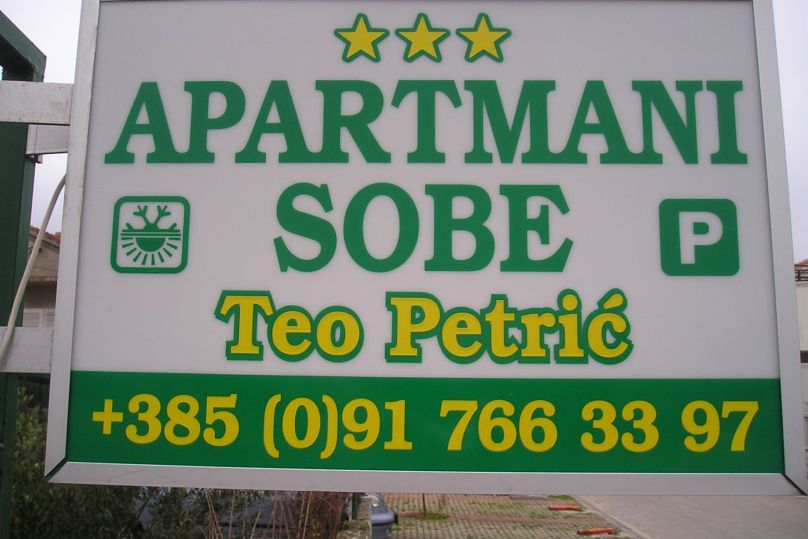 APARTMANI
SOBE
P
Teo Petrić
+385 (0)91 766 33 97